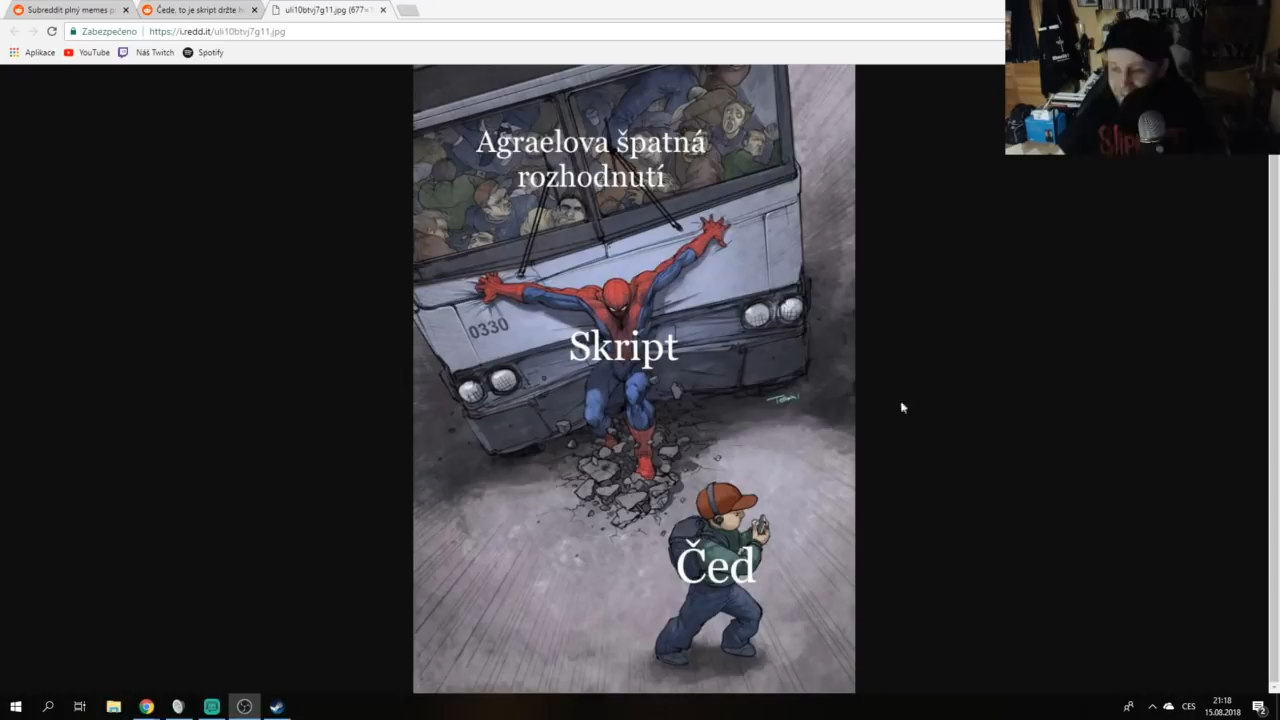 Subreddit plný memes p
Čede, to je skript držte h
uli10btvj7g11.jpg (677×
Zabezpečeno
https://i.redd.it/uli10btvj7g11.jpg
Aplikace
YouTube
Náš Twitch
Spotify
Agraelova špatná
rozhodnutí
0330
Skript
Čed
CES
21:18
15.08.2018
2